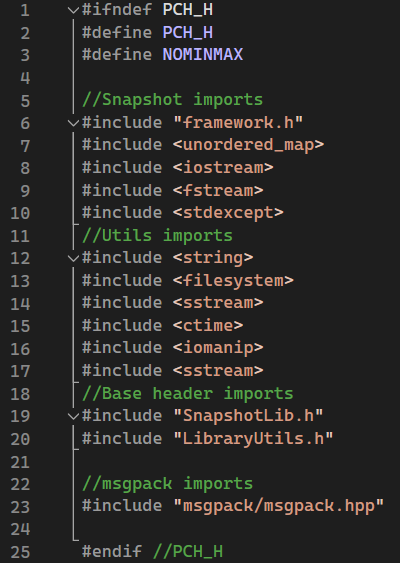 1 #ifndef PCH_H
2 #define PCH_H
3 #define NOMINMAX
4
5 //Snapshot imports
6 #include "framework.h"
7 #include <unordered_map>
8 #include <iostream>
9 #include <fstream>
10 #include <stdexcept>
11 //Utils imports
12 #include <string>
13 #include <filesystem>
14 #include <sstream>
15 #include <ctime>
16 #include <iomanip>
17 #include <sstream>
18 //Base header imports
19 #include "SnapshotLib.h"
20 #include "LibraryUtils.h"
21
22 //msgpack imports
23 #include "msgpack/msgpack.hpp"
24
25 #endif //PCH_H